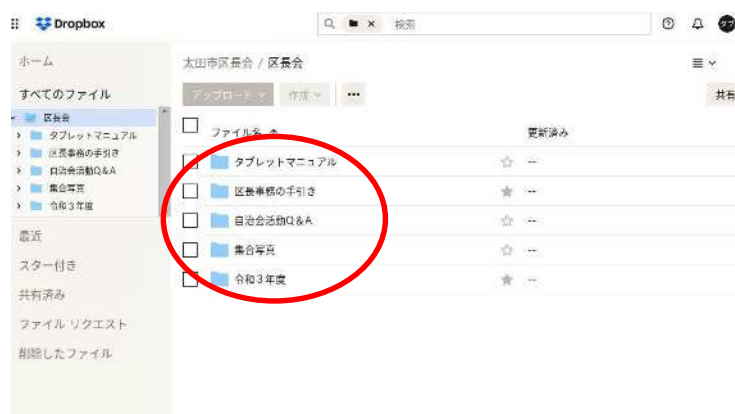 Dropbox
検索
タブ
ホーム
すべてのファイル
区長会
タブレットマニュアル
区長事務の手引き
自治会活動Q&A
集合写真
令和3年度
最近
スター付き
共有済み
ファイル リクエスト
削除したファイル
太田市区長会 / 区長会
アップロード
作成
共有
ファイル名 ↑
更新済み
タブレットマニュアル
--
区長事務の手引き
--
自治会活動Q&A
--
集合写真
--
令和3年度
--